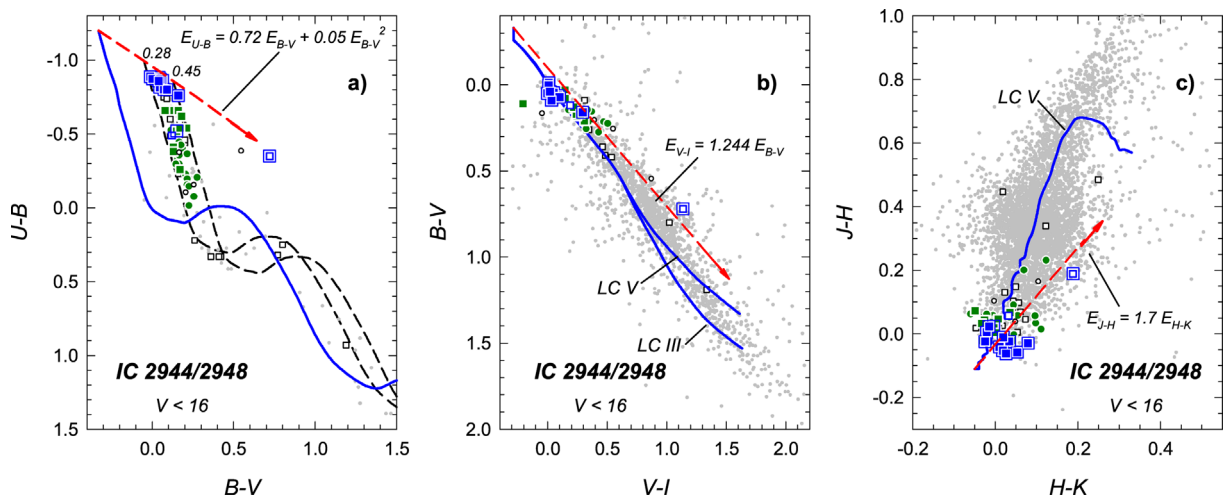 E_{U-B} = 0.72 E_{B-V} + 0.05 E_{B-V}^2
a)
0.28
0.45
IC 2944/2948
V < 16
U-B
-1.0
-0.5
0.0
0.5
1.0
1.5
0.0
0.5
1.0
1.5
B-V
b)
E_{V-I} = 1.244 E_{B-V}
LC V
LC III
IC 2944/2948
V < 16
B-V
0.0
0.5
1.0
1.5
2.0
0.0
0.5
1.0
1.5
2.0
V-I
c)
LC V
E_{J-H} = 1.7 E_{H-K}
IC 2944/2948
V < 16
J-H
1.0
0.8
0.6
0.4
0.2
0.0
-0.2
-0.2
0.0
0.2
0.4
H-K